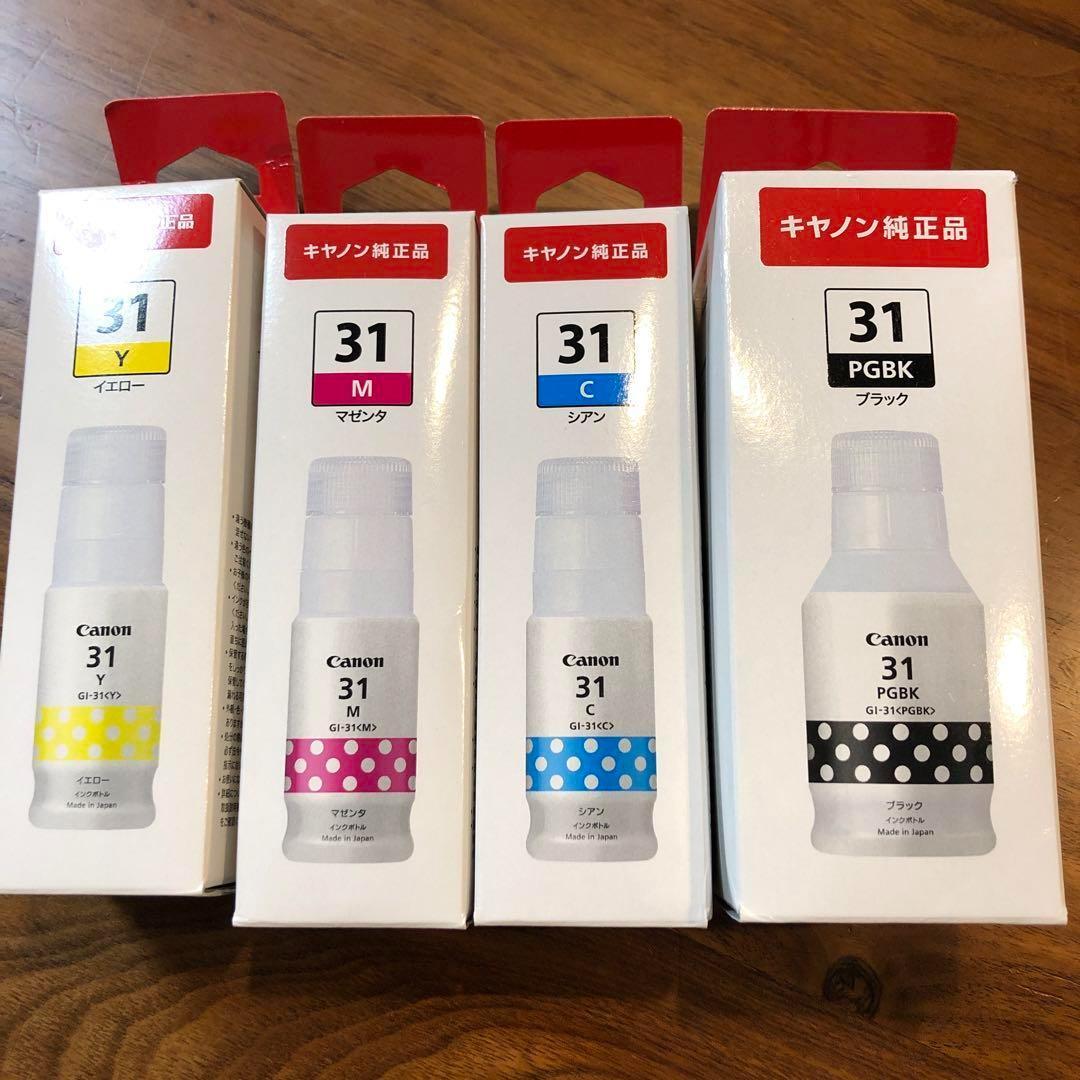 正品
31
Y
イエロー
Canon
31
Y
GI-31<Y>
イエロー
インクボトル
Made in Japan
キヤノン純正品
31
M
マゼンタ
Canon
31
M
GI-31<M>
マゼンタ
インクボトル
Made in Japan
キヤノン純正品
31
C
シアン
Canon
31
C
GI-31<C>
シアン
インクボトル
Made in Japan
キヤノン純正品
31
PGBK
ブラック
Canon
31
PGBK
GI-31<PGBK>
ブラック
インクボトル
Made in Japan